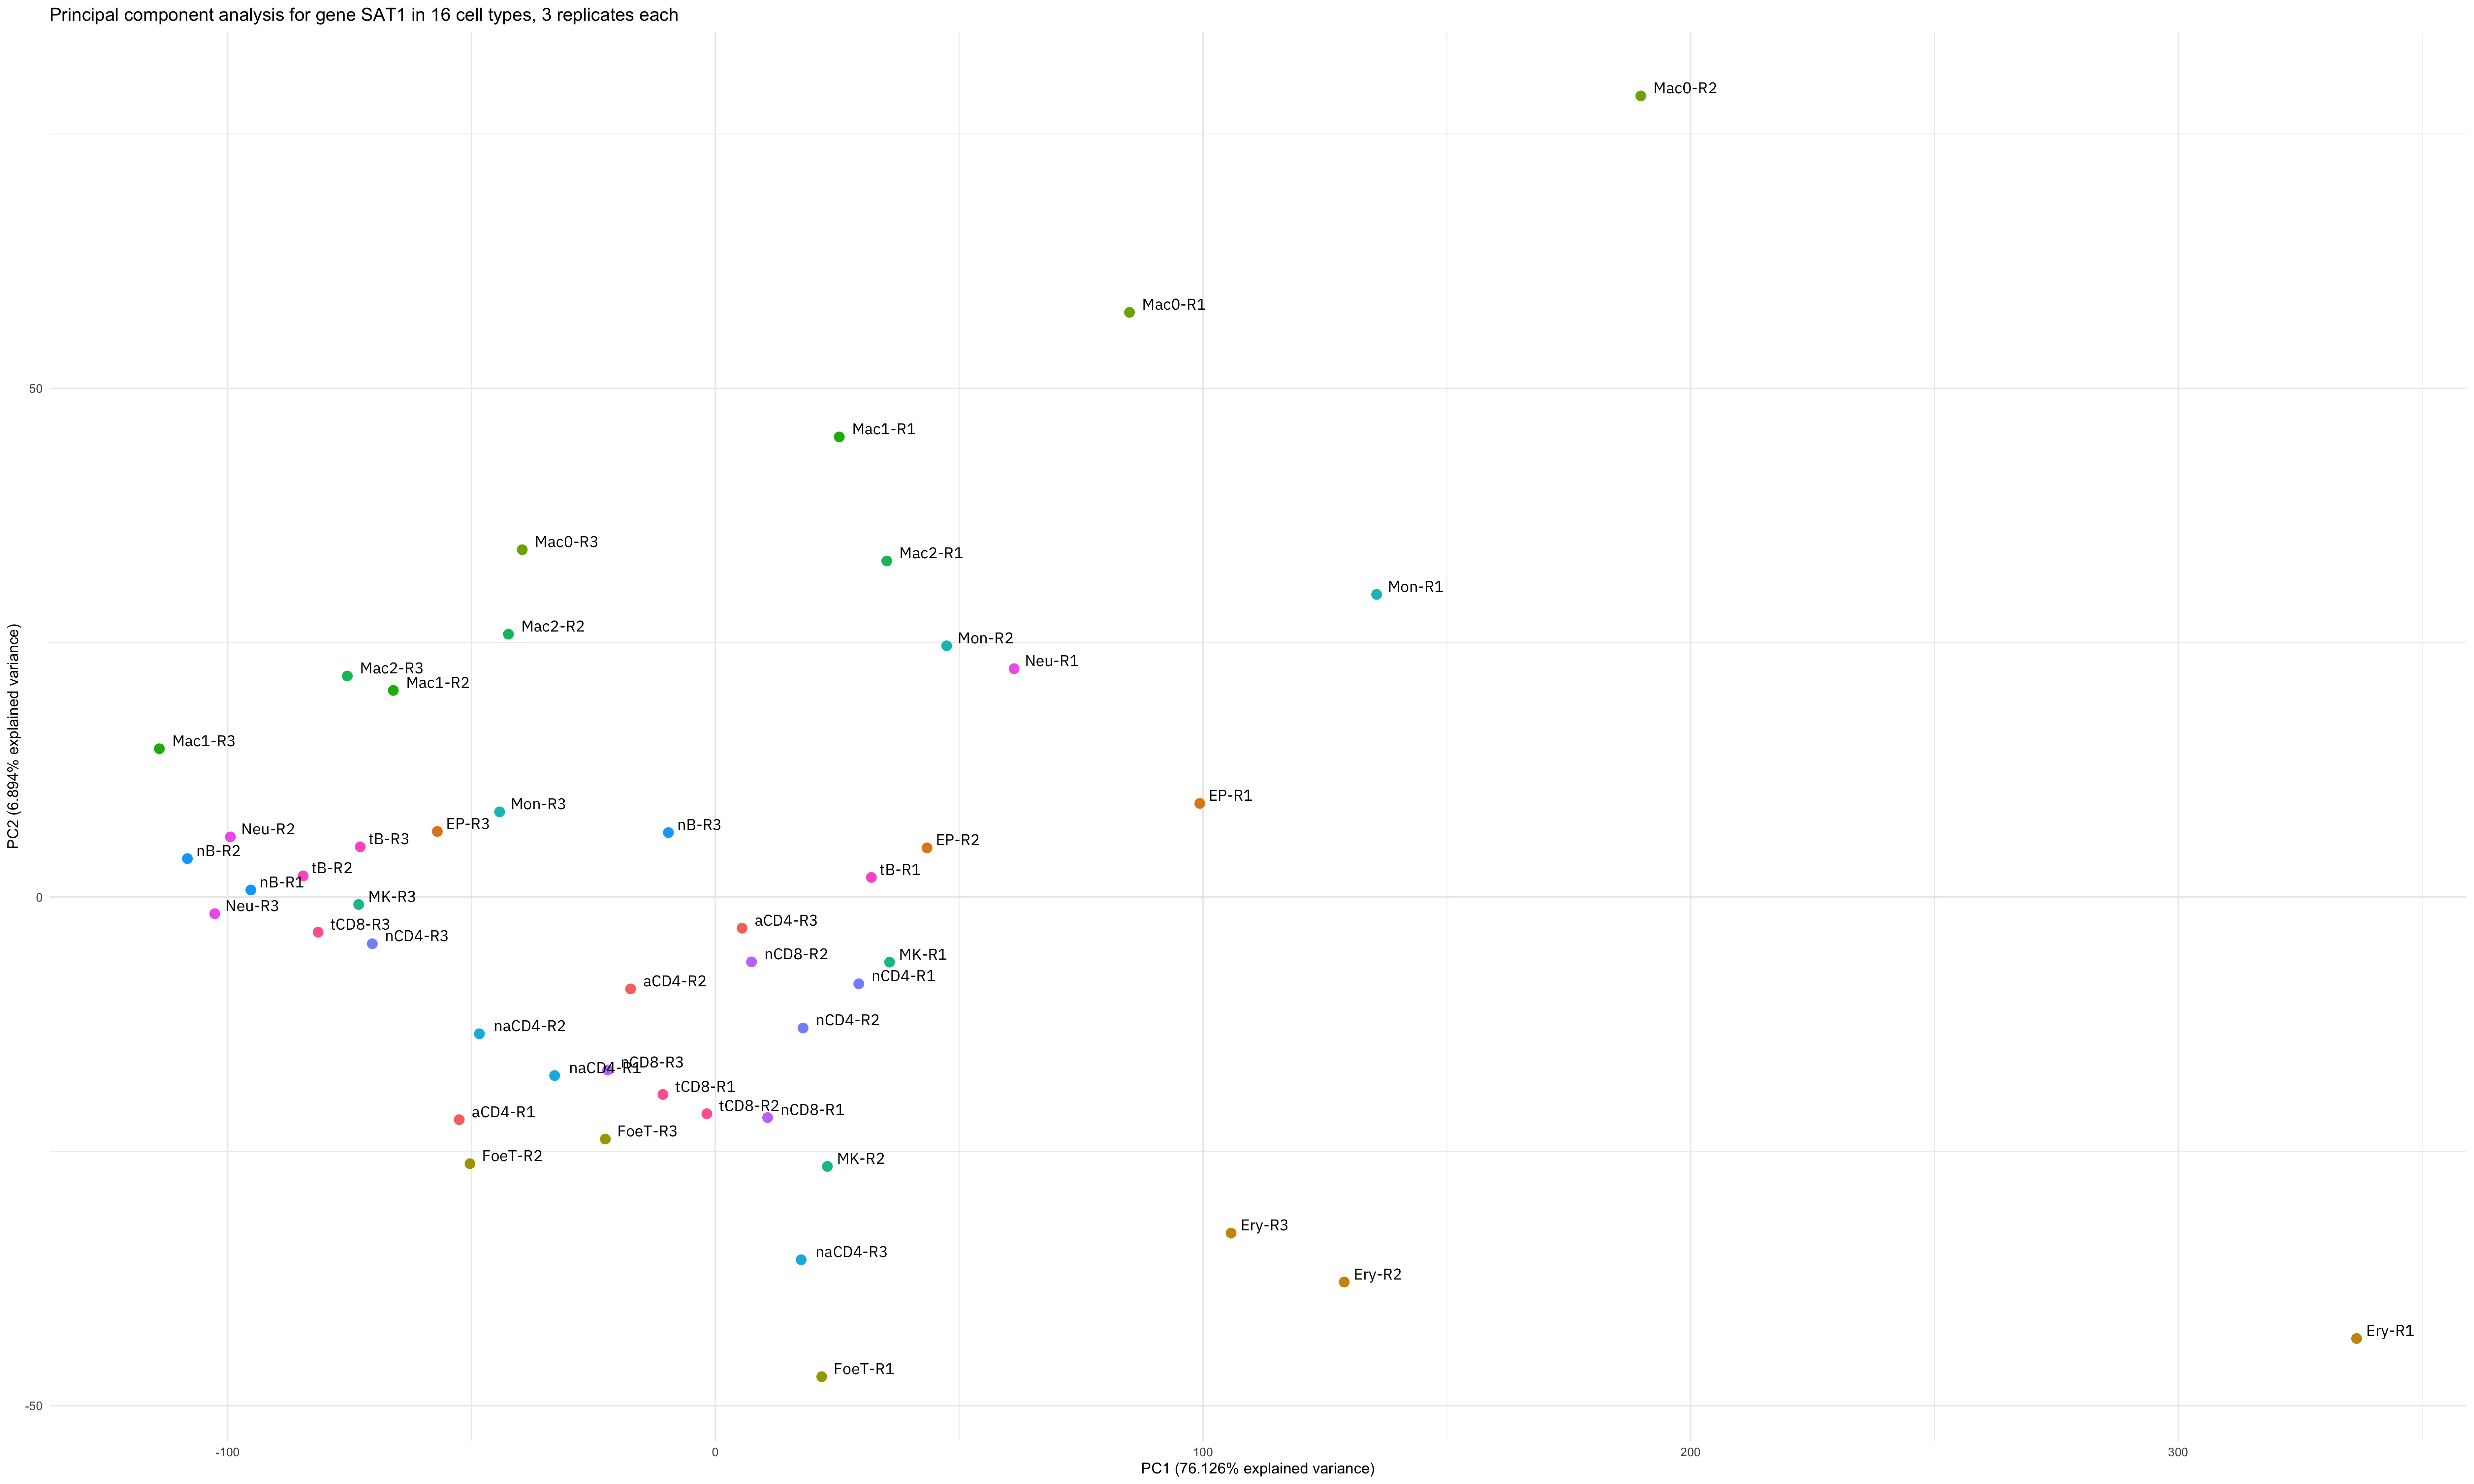 Principal component analysis for gene SAT1 in 16 cell types, 3 replicates each
Mac0-R2
Mac0-R1
50
Mac1-R1
Mac0-R3
Mac2-R1
Mon-R1
Mac2-R2
Mon-R2
Neu-R1
Mac2-R3
Mac1-R2
Mac1-R3
PC2 (6.894% explained variance)
EP-R1
Mon-R3
EP-R3
nB-R3
Neu-R2
tB-R3
EP-R2
nB-R2
tB-R2
tB-R1
nB-R1
0
MK-R3
Neu-R3
aCD4-R3
tCD8-R3
nCD4-R3
nCD8-R2
MK-R1
nCD4-R1
aCD4-R2
nCD4-R2
naCD4-R2
nCD8-R3
naCD4-R1
tCD8-R1
tCD8-R2
nCD8-R1
aCD4-R1
FoeT-R3
FoeT-R2
MK-R2
Ery-R3
naCD4-R3
Ery-R2
Ery-R1
FoeT-R1
-50
-100 0 100 200 300
PC1 (76.126% explained variance)